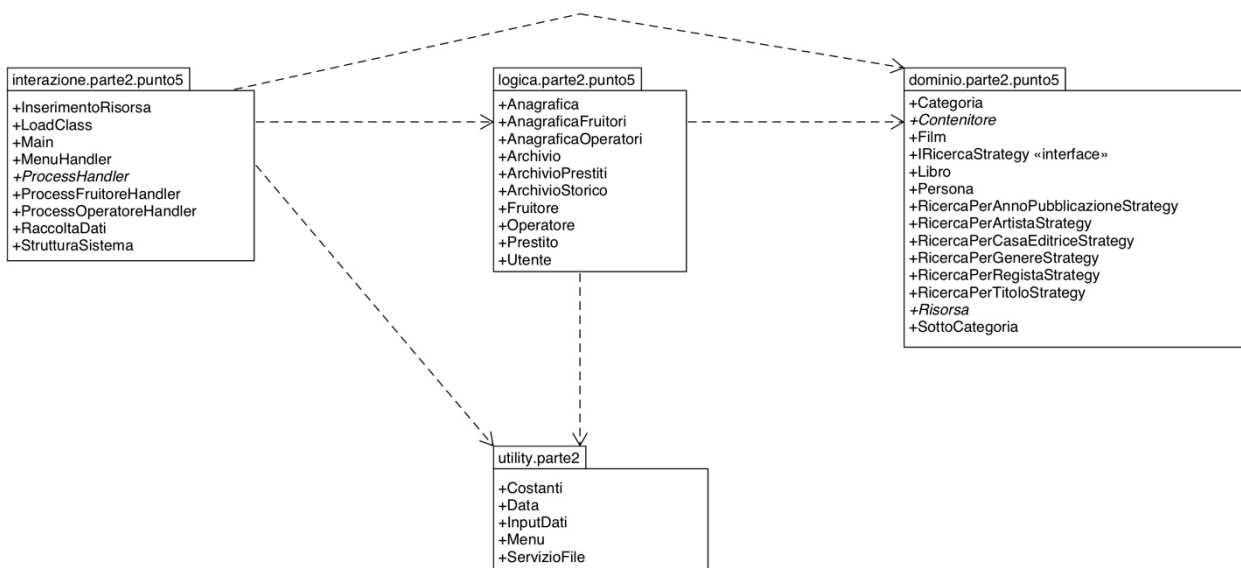 interazione.parte2.punto5
+InserimentoRisorsa
+LoadClass
+Main
+MenuHandler
+ProcessHandler
+ProcessFruitoreHandler
+ProcessOperatoreHandler
+RaccoltaDati
+StrutturaSistema
logica.parte2.punto5
+Anagrafica
+AnagraficaFruitori
+AnagraficaOperatori
+Archivio
+ArchivioPrestiti
+ArchivioStorico
+Fruitore
+Operatore
+Prestito
+Utente
dominio.parte2.punto5
+Categoria
+Contenitore
+Film
+IRicercaStrategy «interface»
+Libro
+Persona
+RicercaPerAnnoPubblicazioneStrategy
+RicercaPerArtistaStrategy
+RicercaPerCasaEditriceStrategy
+RicercaPerGenereStrategy
+RicercaPerRegistaStrategy
+RicercaPerTitoloStrategy
+Risorsa
+SottoCategoria
utility.parte2
+Costanti
+Data
+InputDati
+Menu
+ServizioFile